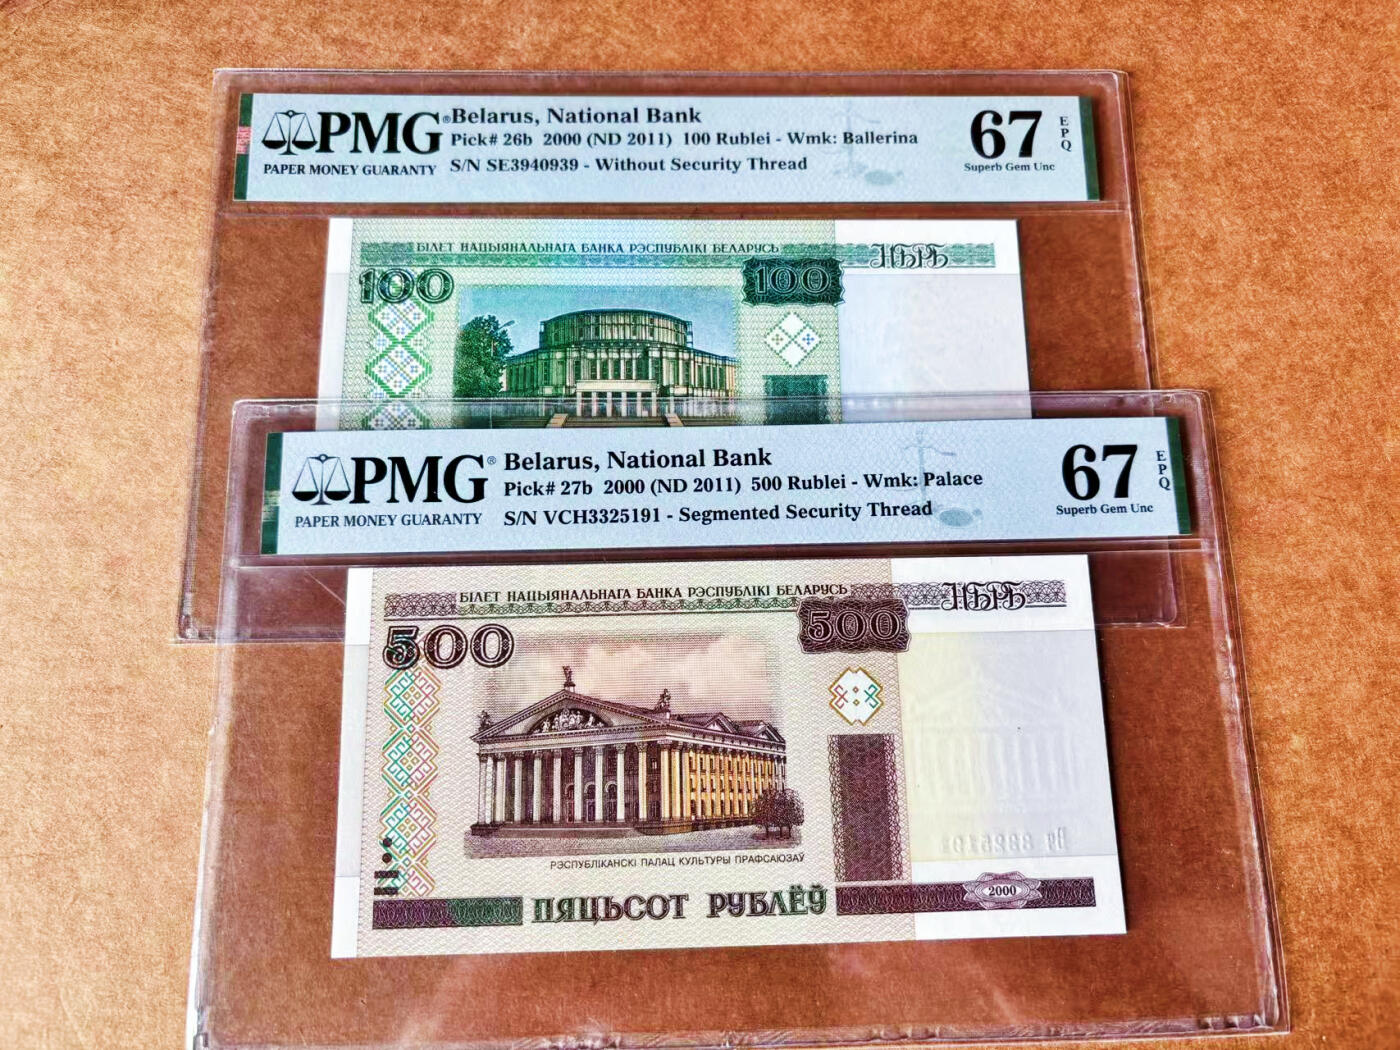 PMG®
PAPER MONEY GUARANTY
Belarus, National Bank
Pick# 26b 2000 (ND 2011) 100 Rublei - Wmk: Ballerina
S/N SE3940939 - Without Security Thread
67
EPQ
Superb Gem Unc
БІЛЕТ НАЦЫЯНАЛЬНАГА БАНКА РЭСПУБЛІКІ БЕЛАРУСЬ
НБРБ
100
100
PMG®
PAPER MONEY GUARANTY
Belarus, National Bank
Pick# 27b 2000 (ND 2011) 500 Rublei - Wmk: Palace
S/N VCH3325191 - Segmented Security Thread
67
EPQ
Superb Gem Unc
БІЛЕТ НАЦЫЯНАЛЬНАГА БАНКА РЭСПУБЛІКІ БЕЛАРУСЬ
НБРБ
500
500
РЭСПУБЛІКАНСКІ ПАЛАЦ КУЛЬТУРЫ ПРАФСАЮЗАЎ
ПЯЦЬСОТ РУБЛЁЎ
2000